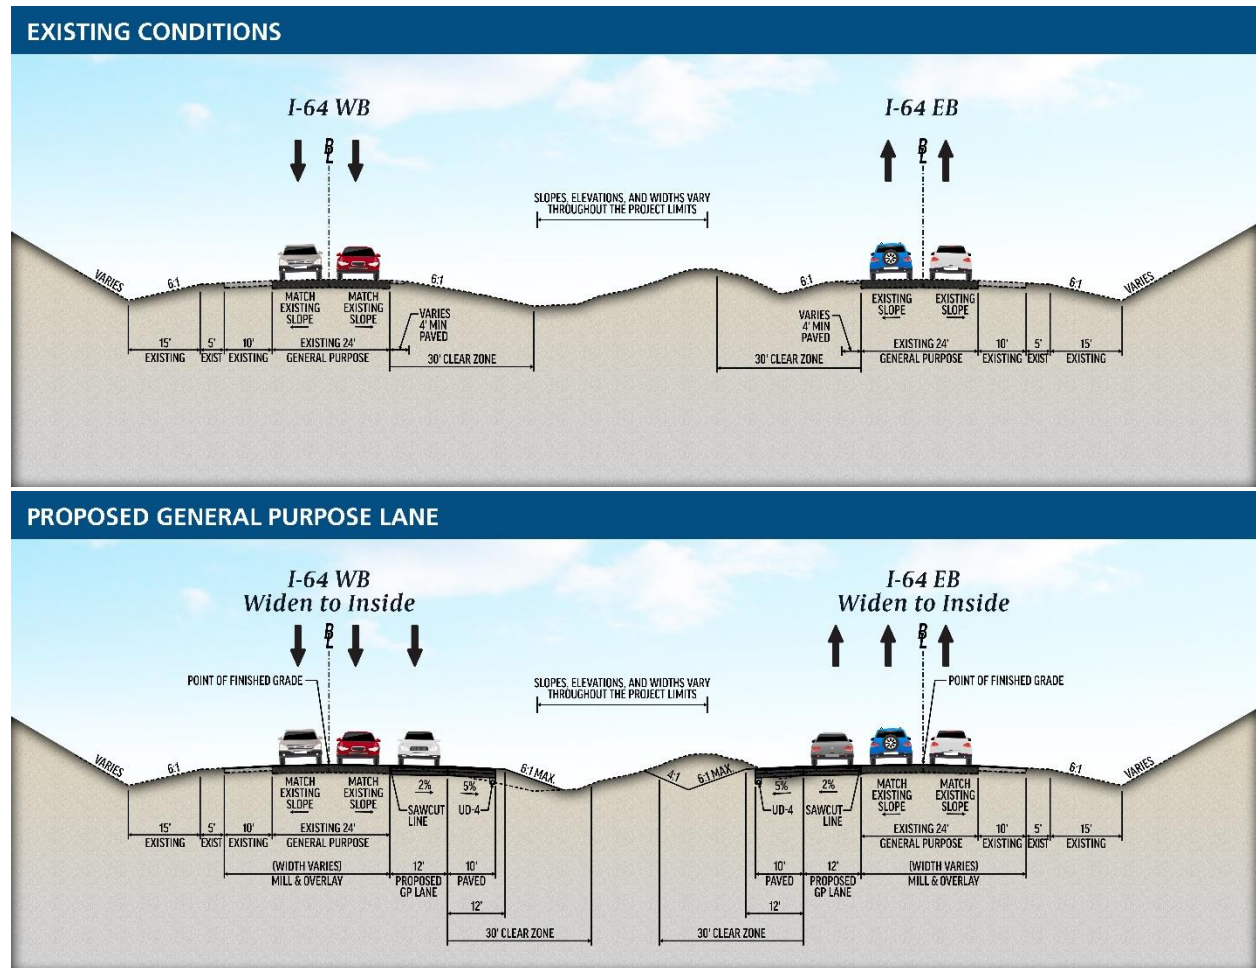 EXISTING CONDITIONS
I-64 WB
I-64 EB
BL
BL
SLOPES, ELEVATIONS, AND WIDTHS VARY
THROUGHOUT THE PROJECT LIMITS
VARIES
6:1
6:1
6:1
6:1
VARIES
MATCH
EXISTING
SLOPE
MATCH
EXISTING
SLOPE
VARIES
4' MIN
PAVED
VARIES
4' MIN
PAVED
EXISTING
SLOPE
EXISTING
SLOPE
15'
EXISTING
5'
EXIST
10'
EXISTING
EXISTING 24'
GENERAL PURPOSE
30' CLEAR ZONE
30' CLEAR ZONE
EXISTING 24'
GENERAL PURPOSE
10'
EXISTING
5'
EXIST
15'
EXISTING
PROPOSED GENERAL PURPOSE LANE
I-64 WB
Widen to Inside
I-64 EB
Widen to Inside
BL
BL
POINT OF FINISHED GRADE
SLOPES, ELEVATIONS, AND WIDTHS VARY
THROUGHOUT THE PROJECT LIMITS
POINT OF FINISHED GRADE
VARIES
6:1
6:1 MAX.
4:1
6:1 MAX.
6:1
VARIES
MATCH
EXISTING
SLOPE
MATCH
EXISTING
SLOPE
2%
SAWCUT
LINE
5%
UD-4
5%
UD-4
2%
SAWCUT
LINE
MATCH
EXISTING
SLOPE
MATCH
EXISTING
SLOPE
15'
EXISTING
5'
EXIST
10'
EXISTING
EXISTING 24'
GENERAL PURPOSE
EXISTING 24'
GENERAL PURPOSE
10'
EXISTING
5'
EXIST
15'
EXISTING
(WIDTH VARIES)
MILL & OVERLAY
12'
PROPOSED
GP LANE
10'
PAVED
10'
PAVED
12'
PROPOSED
GP LANE
(WIDTH VARIES)
MILL & OVERLAY
12'
12'
30' CLEAR ZONE
30' CLEAR ZONE